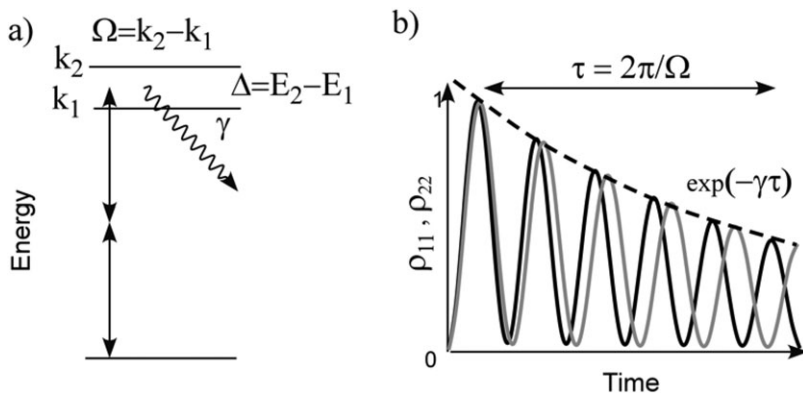 a)
Ω=k₂−k₁
k₂
Δ=E₂−E₁
k₁
γ
Energy
b)
τ = 2π/Ω
1
exp(−γτ)
ρ₁₁ , ρ₂₂
0
Time